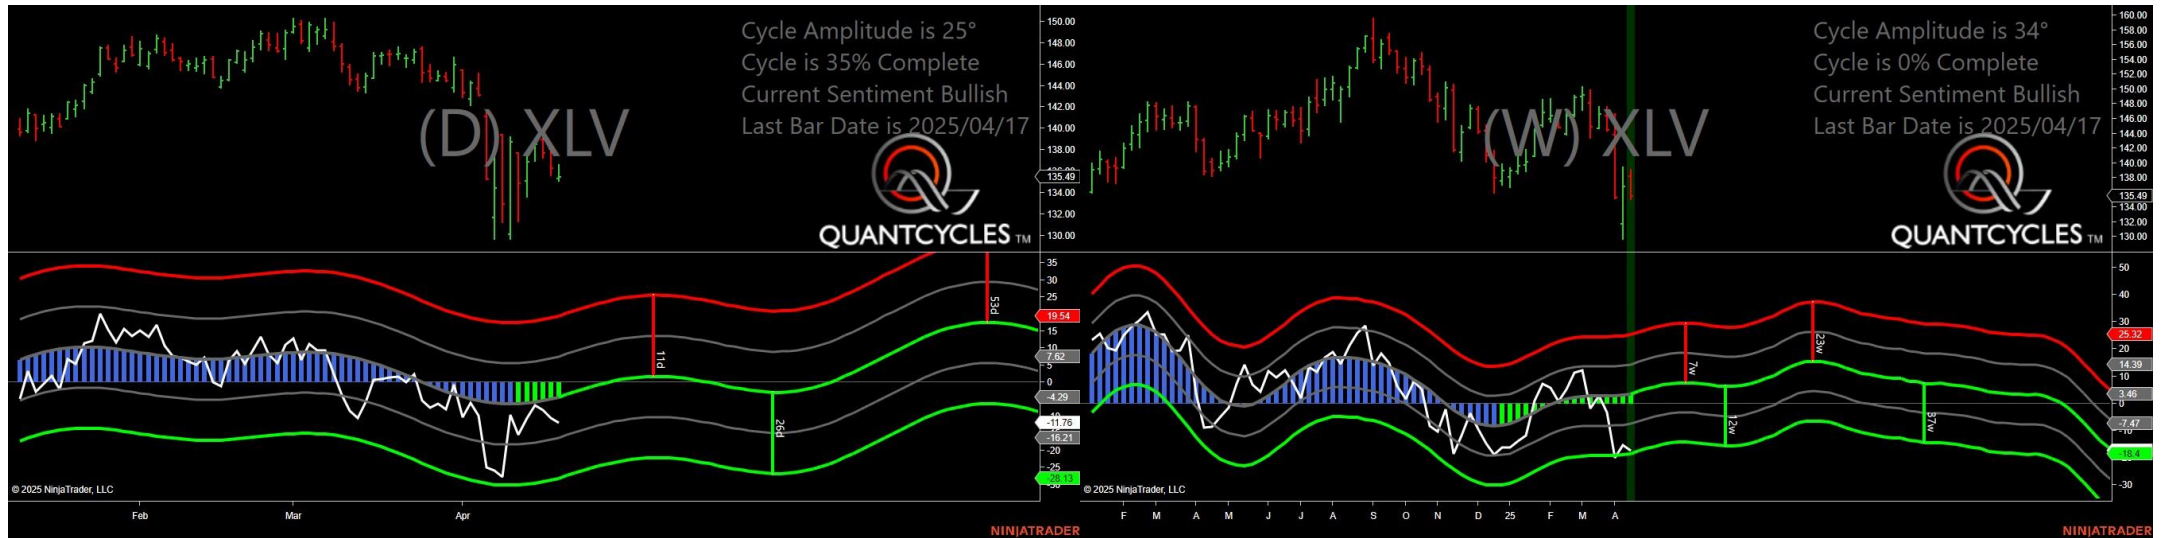 Cycle Amplitude is 25°
Cycle is 35% Complete
Current Sentiment Bullish
Last Bar Date is 2025/04/17
(D) XLV
QUANTCYCLES TM
150.00
148.00
146.00
144.00
142.00
140.00
138.00
135.49
134.00
132.00
130.00
35
30
25
19.54
15
10
7.62
5
0
-4.29
-11.76
-16.21
-20
-25
-28.13
11d
26d
53d
© 2025 NinjaTrader, LLC
Feb
Mar
Apr
NINJATRADER
Cycle Amplitude is 34°
Cycle is 0% Complete
Current Sentiment Bullish
Last Bar Date is 2025/04/17
(W) XLV
QUANTCYCLES TM
160.00
158.00
156.00
154.00
152.00
150.00
148.00
146.00
144.00
142.00
140.00
138.00
135.49
134.00
132.00
130.00
50
40
30
25.32
20
14.39
10
3.46
0
-7.47
-18.4
-30
7w
12w
23w
37w
© 2025 NinjaTrader, LLC
F
M
A
M
J
J
A
S
O
N
D
25
F
M
A
NINJATRADER